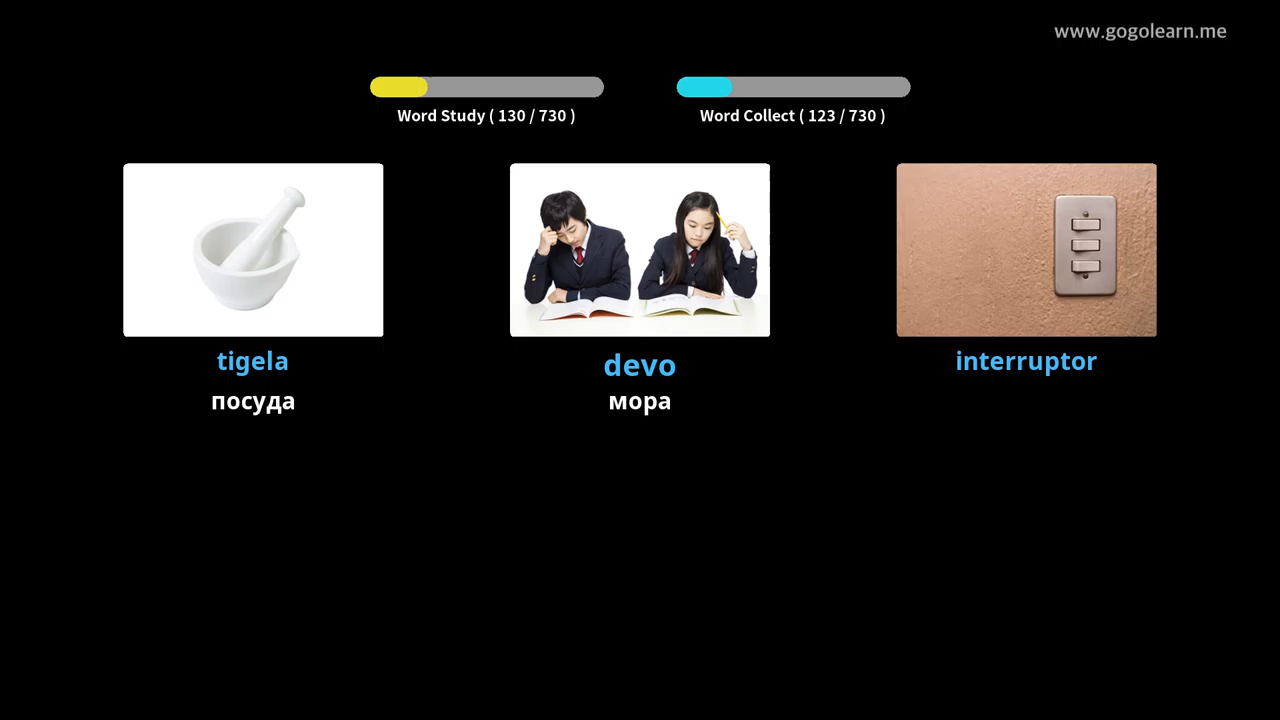 www.gogolearn.me
Word Study ( 130 / 730 )
Word Collect ( 123 / 730 )
tigela
devo
interruptor
посуда
мора